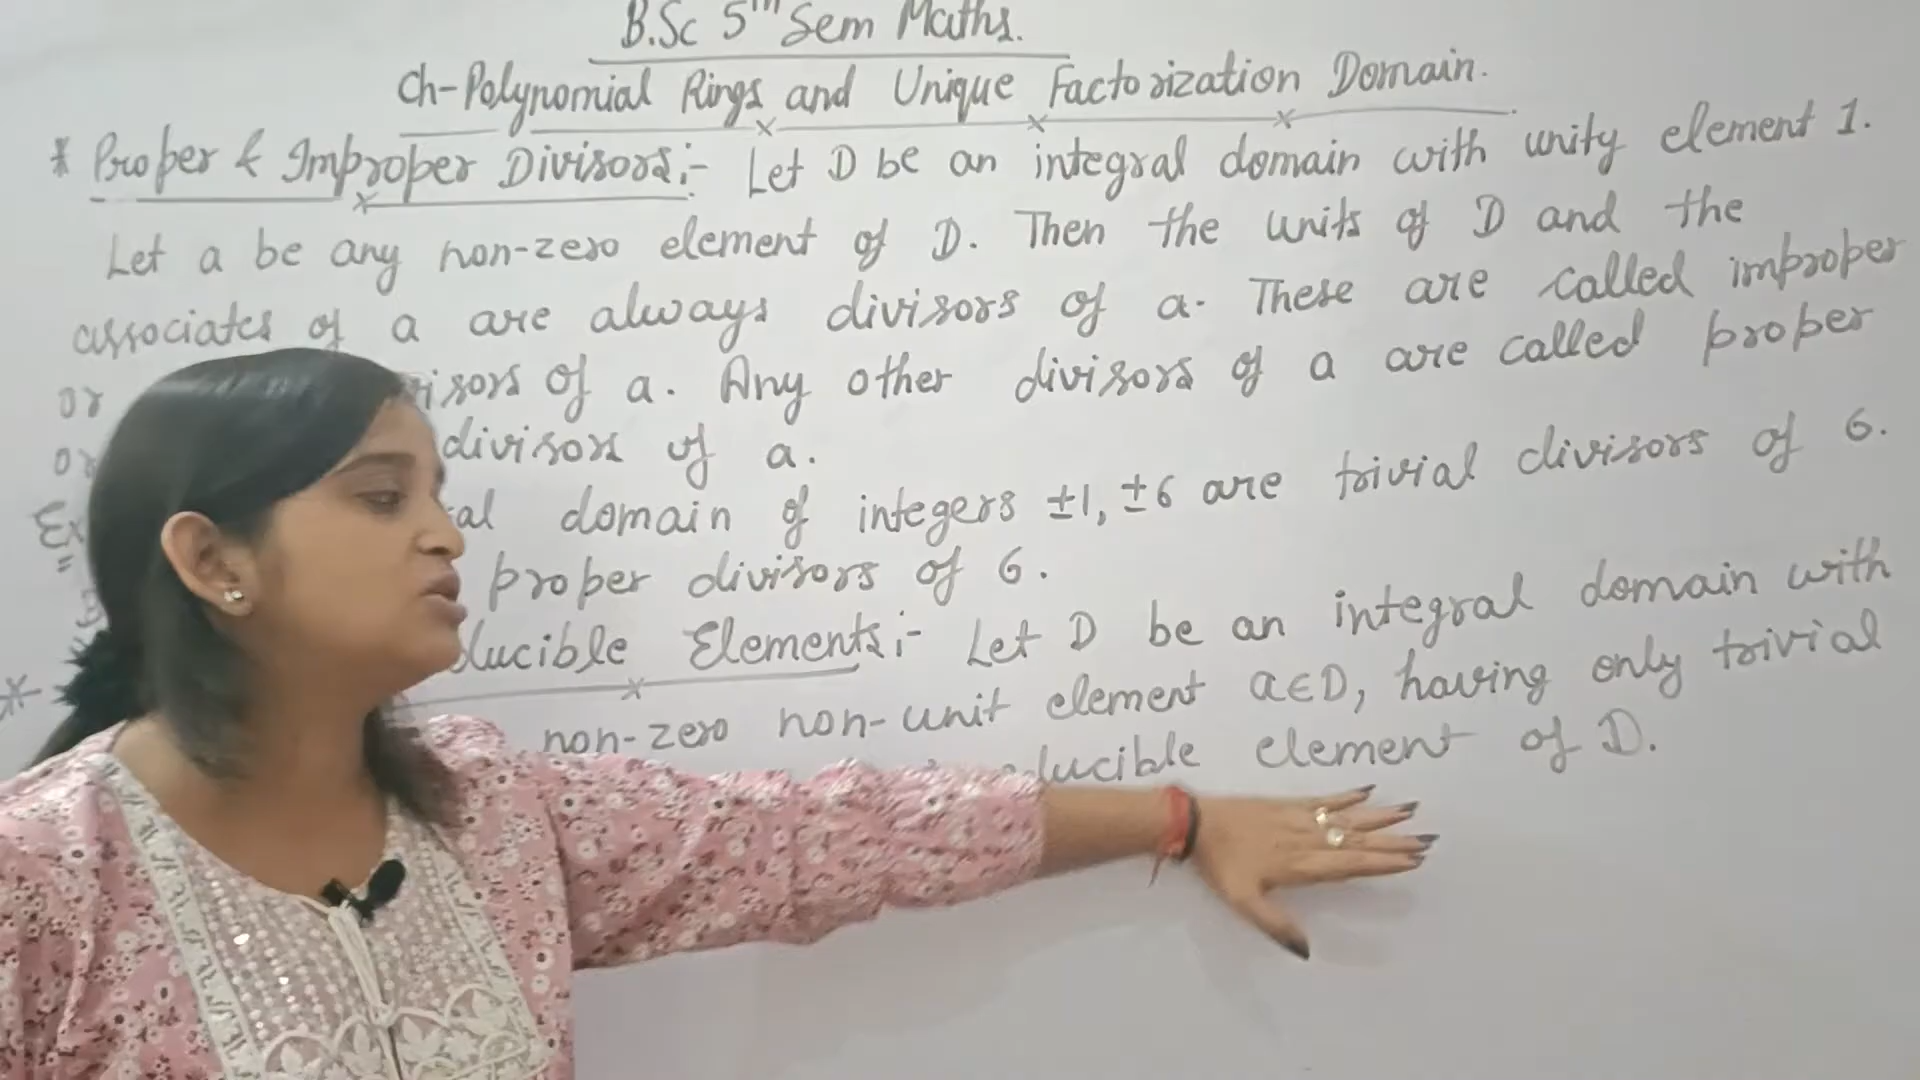 B.Sc 5th Sem Maths.
Ch-Polynomial Rings and Unique Factorization Domain.
* Proper & Improper Divisors:- Let D be an integral domain with unity element 1.
Let a be any non-zero element of D. Then the units of D and the
associates of a are always divisors of a. These are called improper
or isors of a. Any other divisors of a are called proper
or divisors of a.
Ex al domain of integers ±1, ±6 are trivial divisors of 6.
proper divisors of 6.
* ducible Elements:- Let D be an integral domain with
non-zero non-unit element a∈D, having only trivial
ducible element of D.